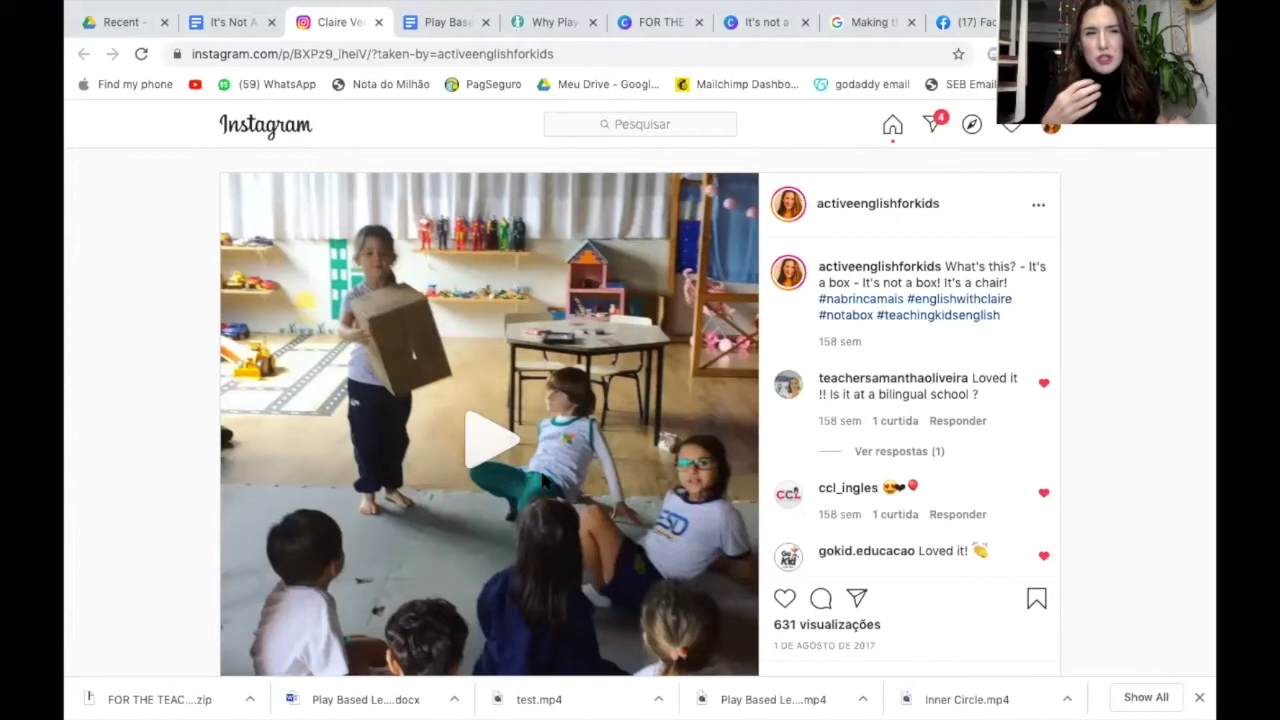 Recent -
It's Not A
Claire Ve
Play Base
Why Play
FOR THE
It's not a
Making t
(17) Fac
instagram.com/p/BXPz9_lheiV/?taken-by=activeenglishforkids
Find my phone
(59) WhatsApp
Nota do Milhão
PagSeguro
Meu Drive - Googl...
Mailchimp Dashbo...
godaddy email
SEB Email
Instagram
Pesquisar
4
activeenglishforkids
activeenglishforkids What's this? - It's
a box - It's not a box! It's a chair!
#nabrincamais #englishwithclaire
#notabox #teachingkidsenglish
158 sem
teachersamanthaoliveira Loved it
!! Is it at a bilingual school ?
158 sem 1 curtida Responder
Ver respostas (1)
CCL
ccl_ingles 😍❤🎈
158 sem 1 curtida Responder
Go Kid
gokid.educacao Loved it! 👏
631 visualizações
1 DE AGOSTO DE 2017
FOR THE TEAC....zip
Play Based Le....docx
test.mp4
Play Based Le....mp4
Inner Circle.mp4
Show All